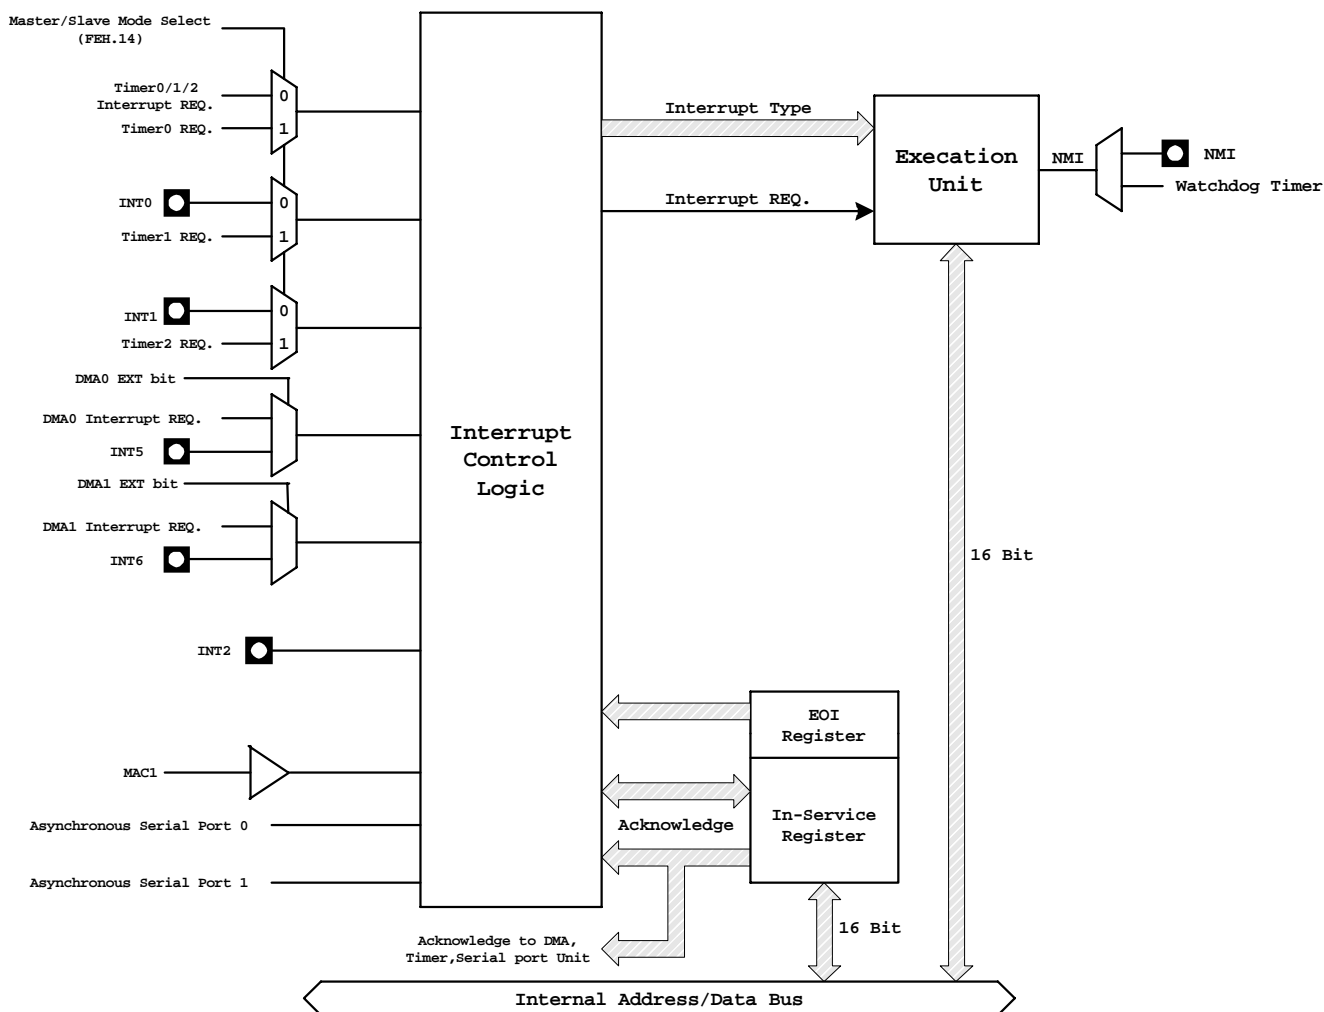 Master/Slave Mode Select
(FEH.14)
Timer0/1/2
Interrupt REQ.
0
Timer0 REQ.
1
INT0
0
Timer1 REQ.
1
INT1
0
Timer2 REQ.
1
DMA0 EXT bit
DMA0 Interrupt REQ.
INT5
DMA1 EXT bit
DMA1 Interrupt REQ.
INT6
INT2
MAC1
Asynchronous Serial Port 0
Asynchronous Serial Port 1
Interrupt
Control
Logic
Interrupt Type
Interrupt REQ.
Execation
Unit
NMI
NMI
Watchdog Timer
16 Bit
EOI
Register
In-Service
Register
Acknowledge
16 Bit
Acknowledge to DMA,
Timer,Serial port Unit
Internal Address/Data Bus